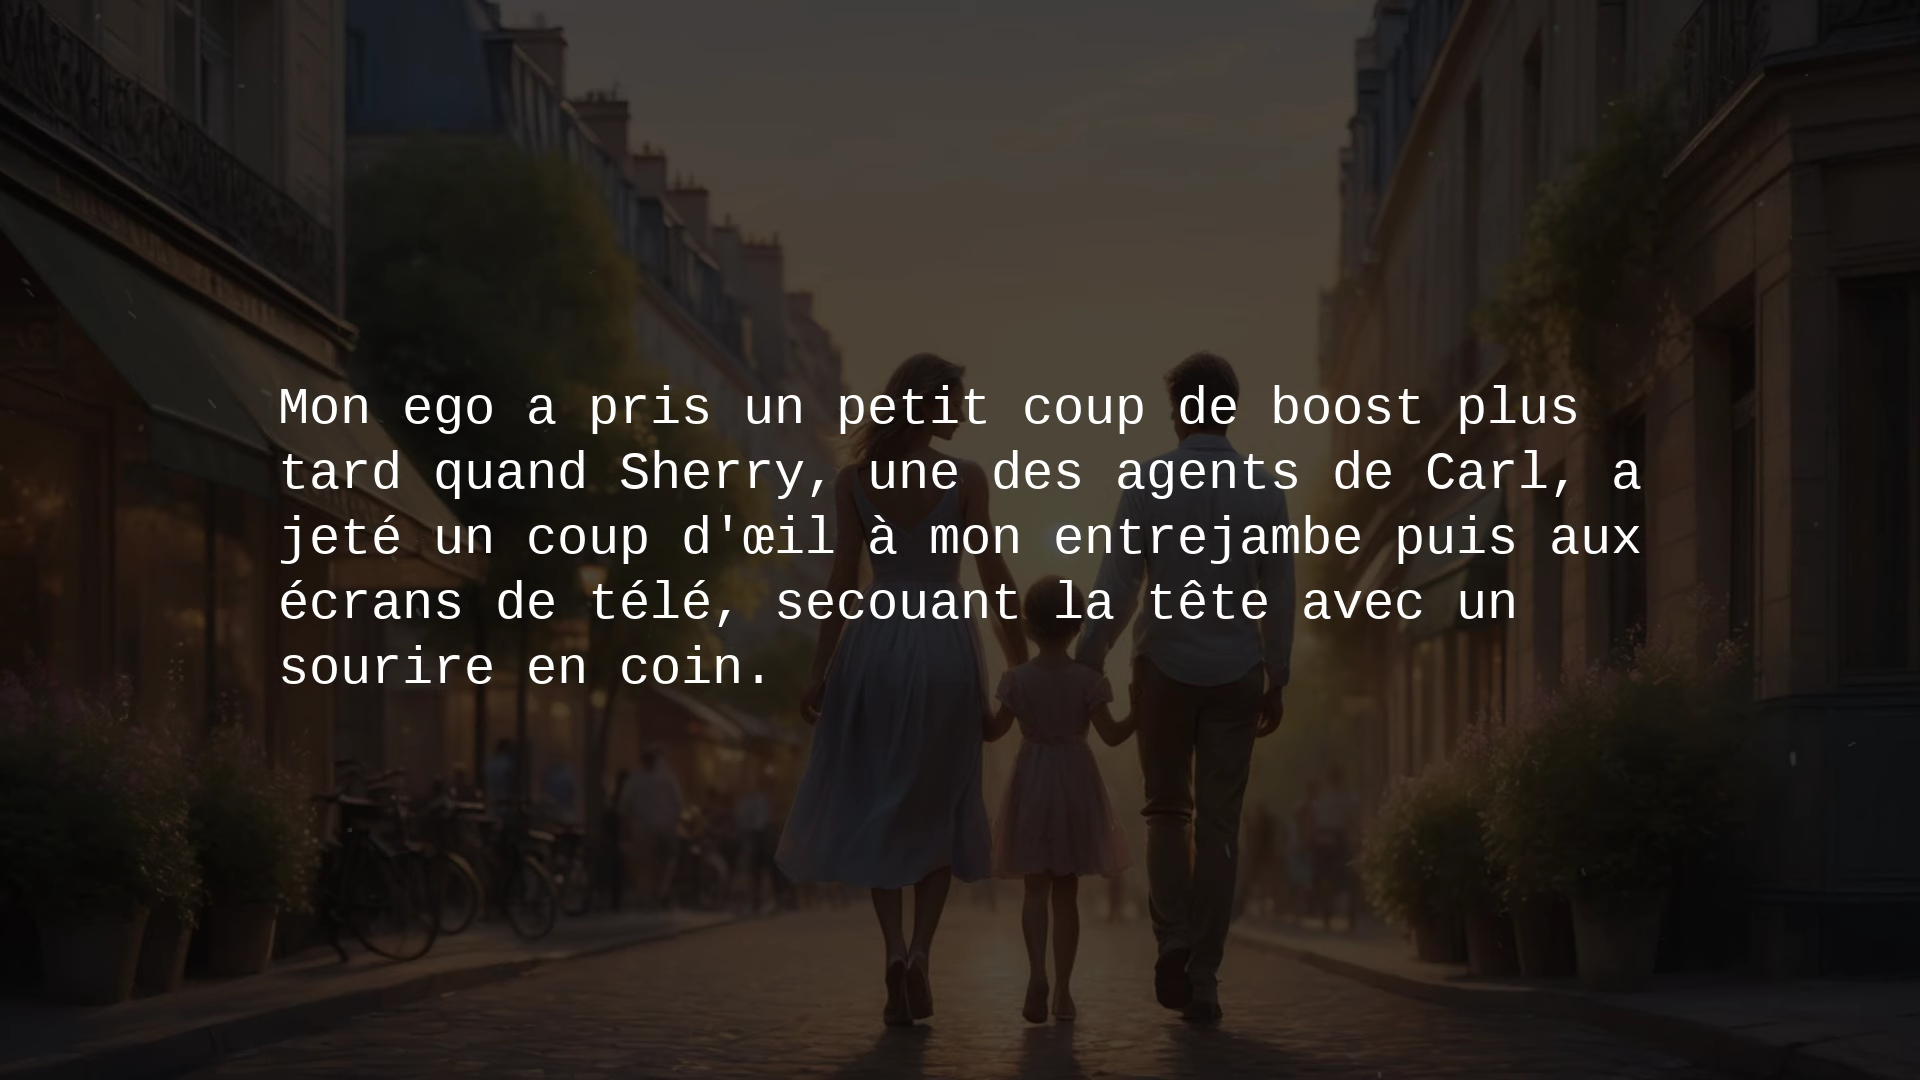 Mon ego a pris un petit coup de boost plus
tard quand Sherry, une des agents de Carl, a
jeté un coup d'œil à mon entrejambe puis aux
écrans de télé, secouant la tête avec un
sourire en coin.